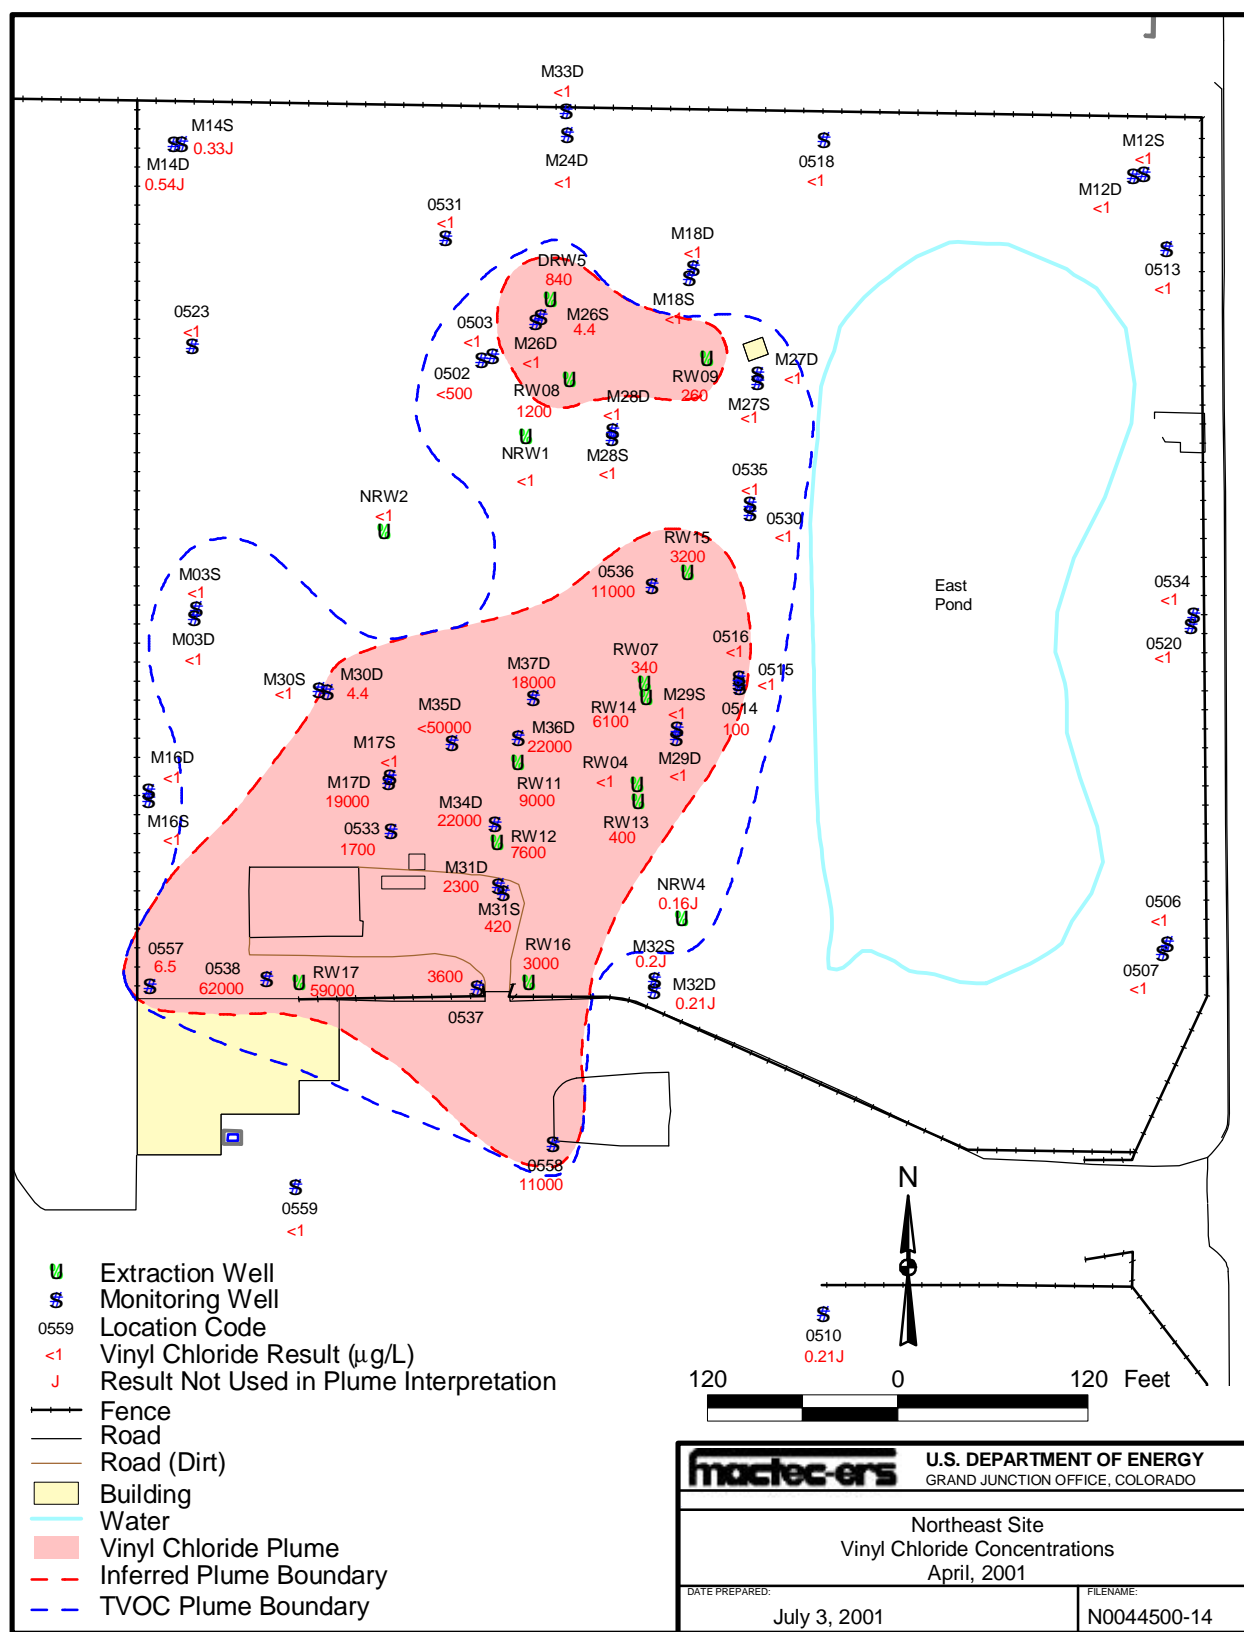 M33D
<1
M14S
0.33J
M14D
0.54J
M24D
<1
0518
<1
M12S
<1
M12D
<1
0531
<1
M18D
<1
0513
<1
DRW5
840
M18S
<1
0523
<1
0503
<1
M26S
4.4
M26D
<1
0502
<500
M27D
<1
RW09
260
RW08
1200
M28D
<1
M27S
<1
NRW1
<1
M28S
<1
0535
<1
NRW2
<1
0530
<1
RW15
3200
0536
11000
M03S
<1
East
Pond
0534
<1
M03D
<1
0516
<1
0520
<1
RW07
340
M37D
18000
0515
<1
M30S
<1
M30D
4.4
M29S
<1
RW14
6100
0514
100
M35D
<50000
M36D
22000
M17S
<1
M16D
<1
RW04
<1
M29D
<1
M17D
19000
RW11
9000
M34D
22000
M16S
<1
0533
1700
RW13
400
RW12
7600
M31D
2300
NRW4
0.16J
M31S
420
0506
<1
RW16
3000
M32S
0.2J
0557
6.5
0538
62000
RW17
59000
3600
0537
M32D
0.21J
0507
<1
0558
11000
0559
<1
N
Extraction Well
Monitoring Well
0559 Location Code
<1 Vinyl Chloride Result (µg/L)
J Result Not Used in Plume Interpretation
Fence
Road
Road (Dirt)
Building
Water
Vinyl Chloride Plume
Inferred Plume Boundary
TVOC Plume Boundary
0510
0.21J
120 0 120 Feet
mactec-ers
U.S. DEPARTMENT OF ENERGY
GRAND JUNCTION OFFICE, COLORADO
Northeast Site
Vinyl Chloride Concentrations
April, 2001
DATE PREPARED:
July 3, 2001
FILENAME:
N0044500-14